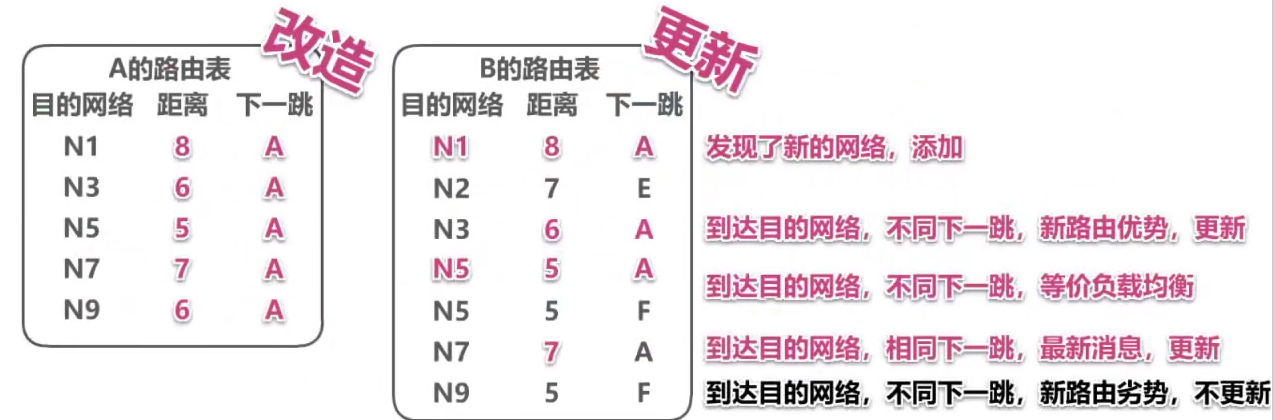 A的路由表
改造
目的网络 距离 下一跳
N1 8 A
N3 6 A
N5 5 A
N7 7 A
N9 6 A
B的路由表
更新
目的网络 距离 下一跳
N1 8 A 发现了新的网络，添加
N2 7 E
N3 6 A 到达目的网络，不同下一跳，新路由优势，更新
N5 5 A 到达目的网络，不同下一跳，等价负载均衡
N5 5 F
N7 7 A 到达目的网络，相同下一跳，最新消息，更新
N9 5 F 到达目的网络，不同下一跳，新路由劣势，不更新